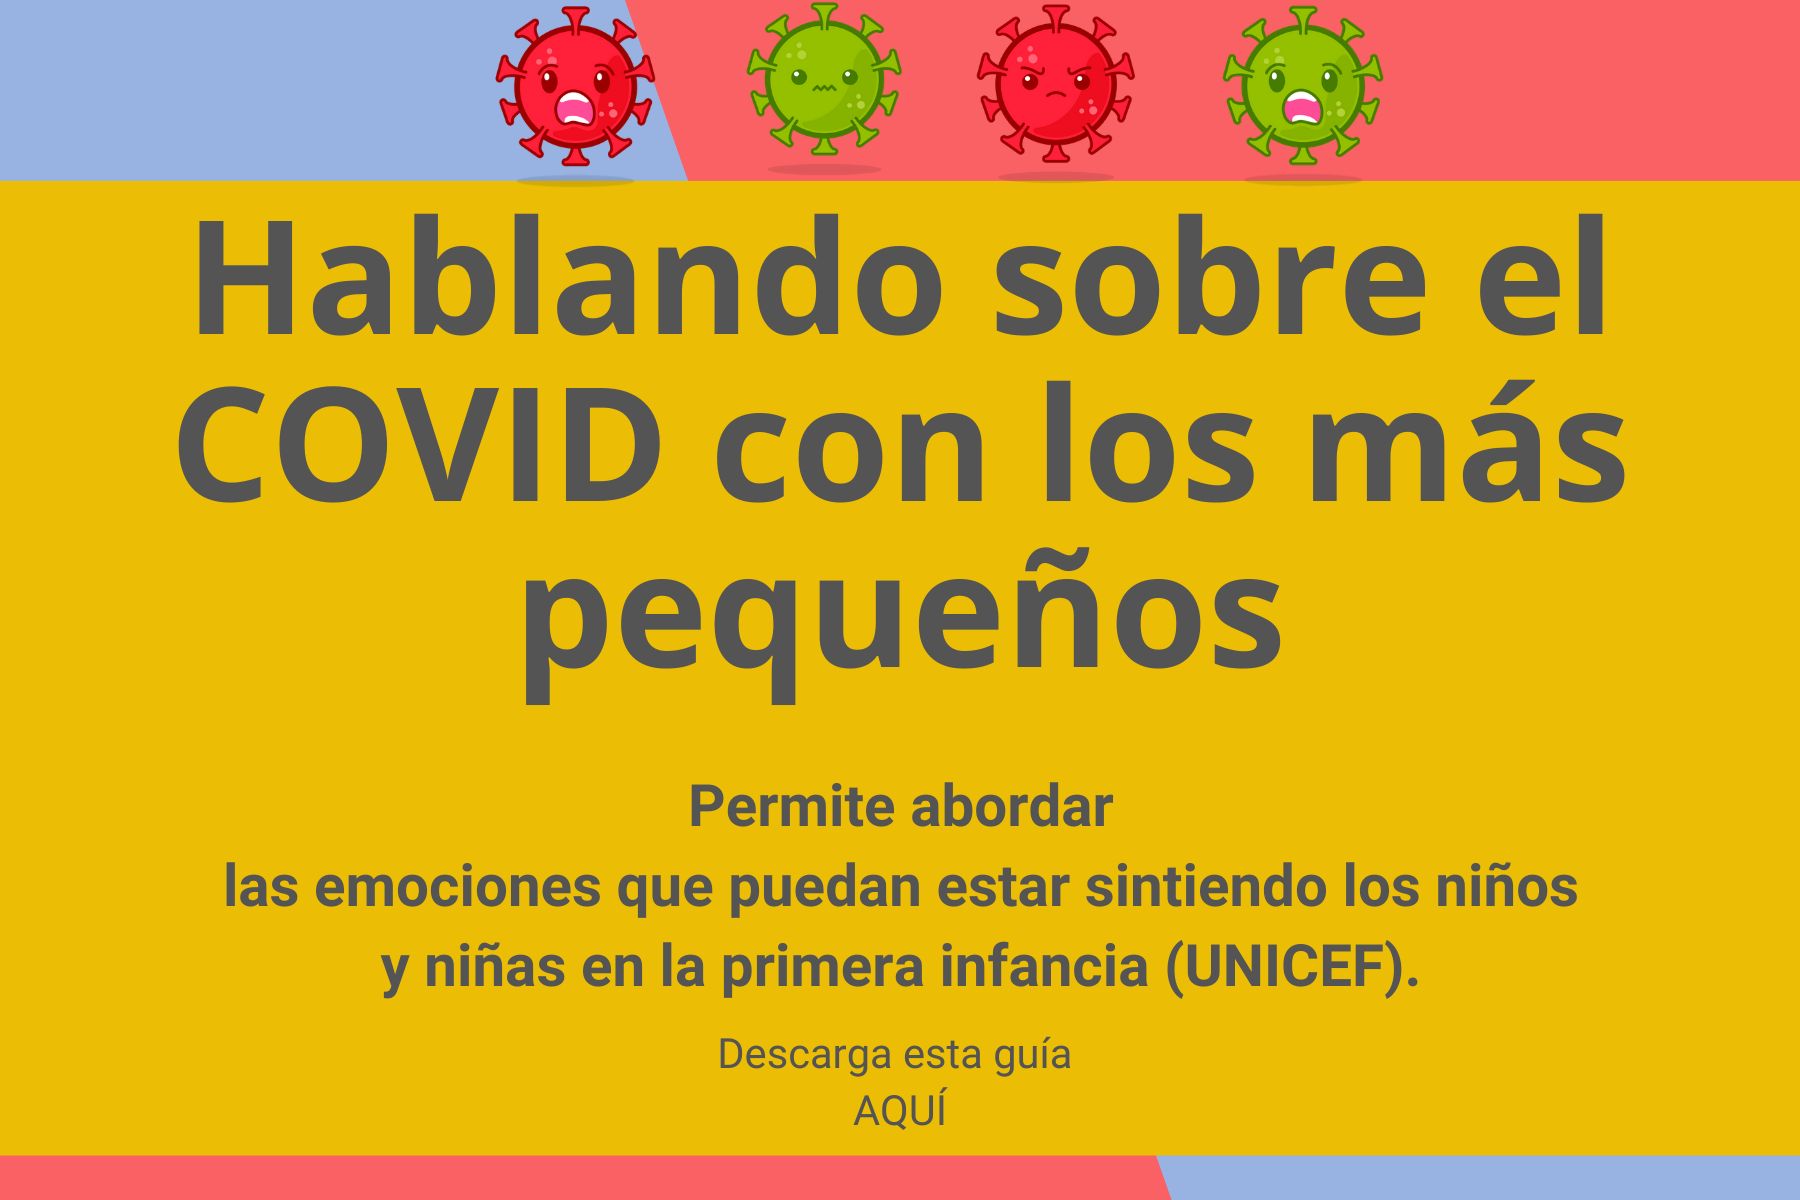 Hablando sobre el
COVID con los más
pequeños
Permite abordar
las emociones que puedan estar sintiendo los niños
y niñas en la primera infancia (UNICEF).
Descarga esta guía
AQUÍ